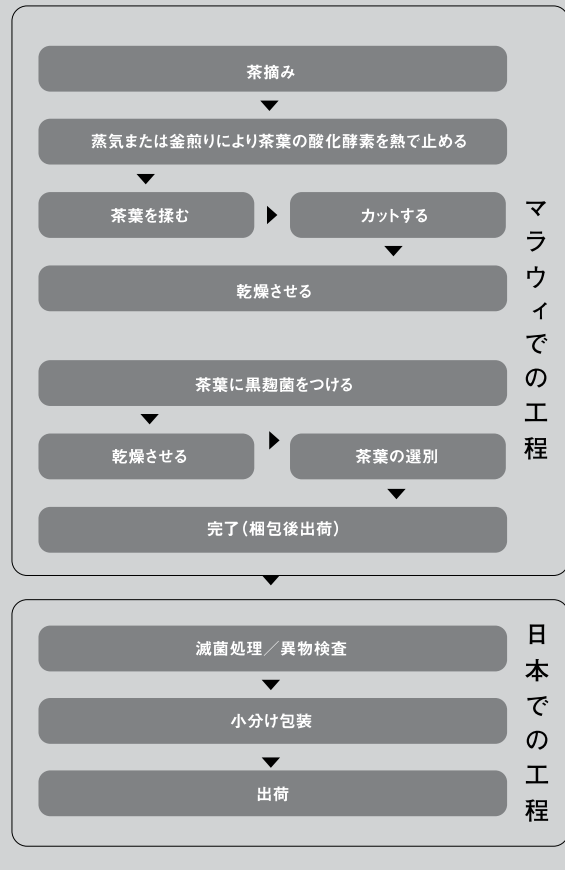 茶摘み
蒸気または釜煎りにより茶葉の酸化酵素を熱で止める
茶葉を揉む
カットする
乾燥させる
茶葉に黒麹菌をつける
乾燥させる
茶葉の選別
完了(梱包後出荷)
マラウィでの工程
滅菌処理／異物検査
小分け包装
出荷
日本での工程